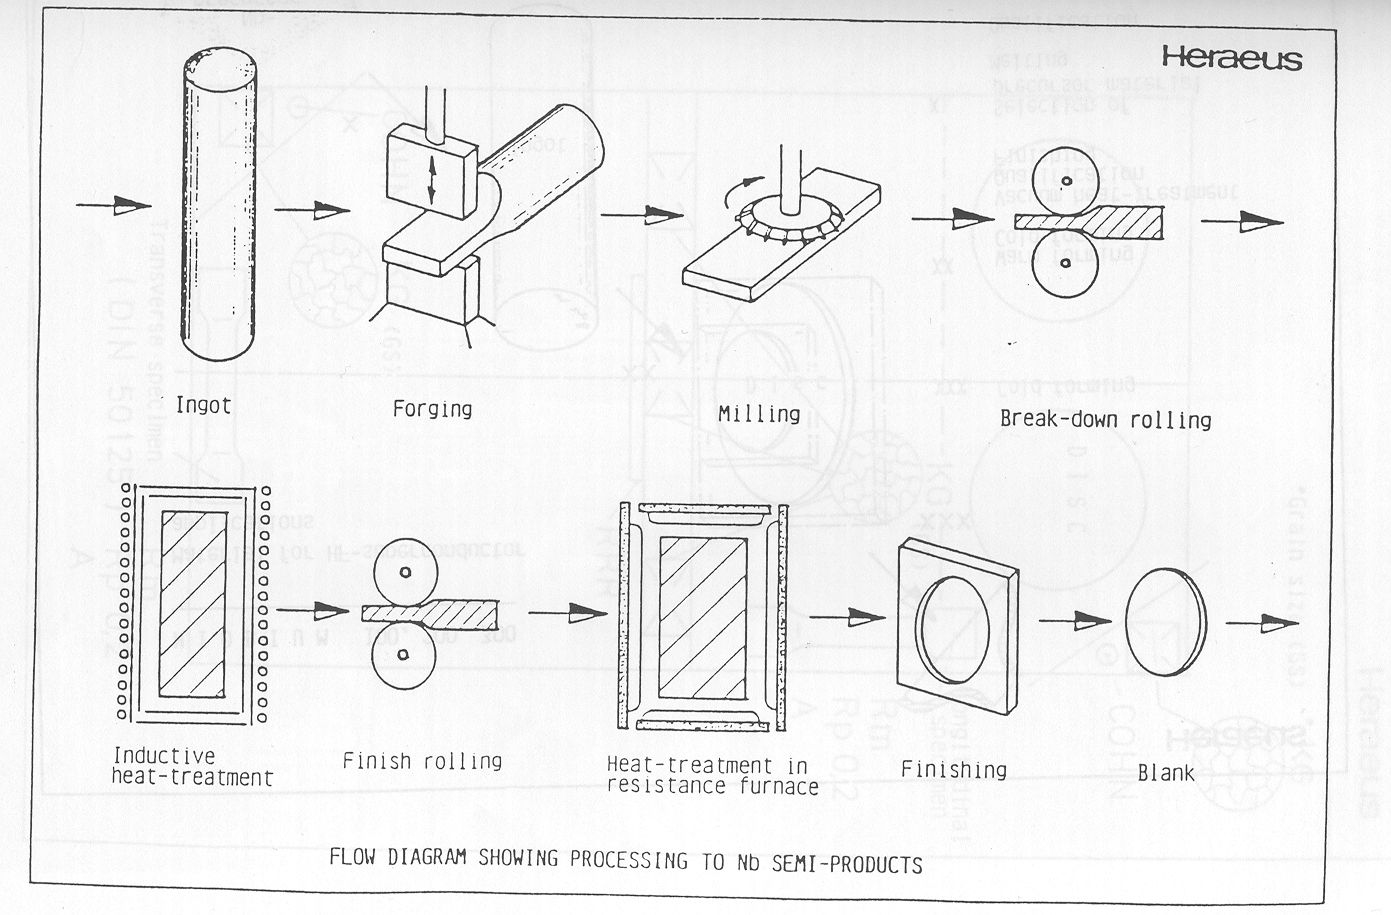 Heraeus
Ingot
Forging
Milling
Break-down rolling
Inductive
heat-treatment
Finish rolling
Heat-treatment in
resistance furnace
Finishing
Blank
FLOW DIAGRAM SHOWING PROCESSING TO Nb SEMI-PRODUCTS